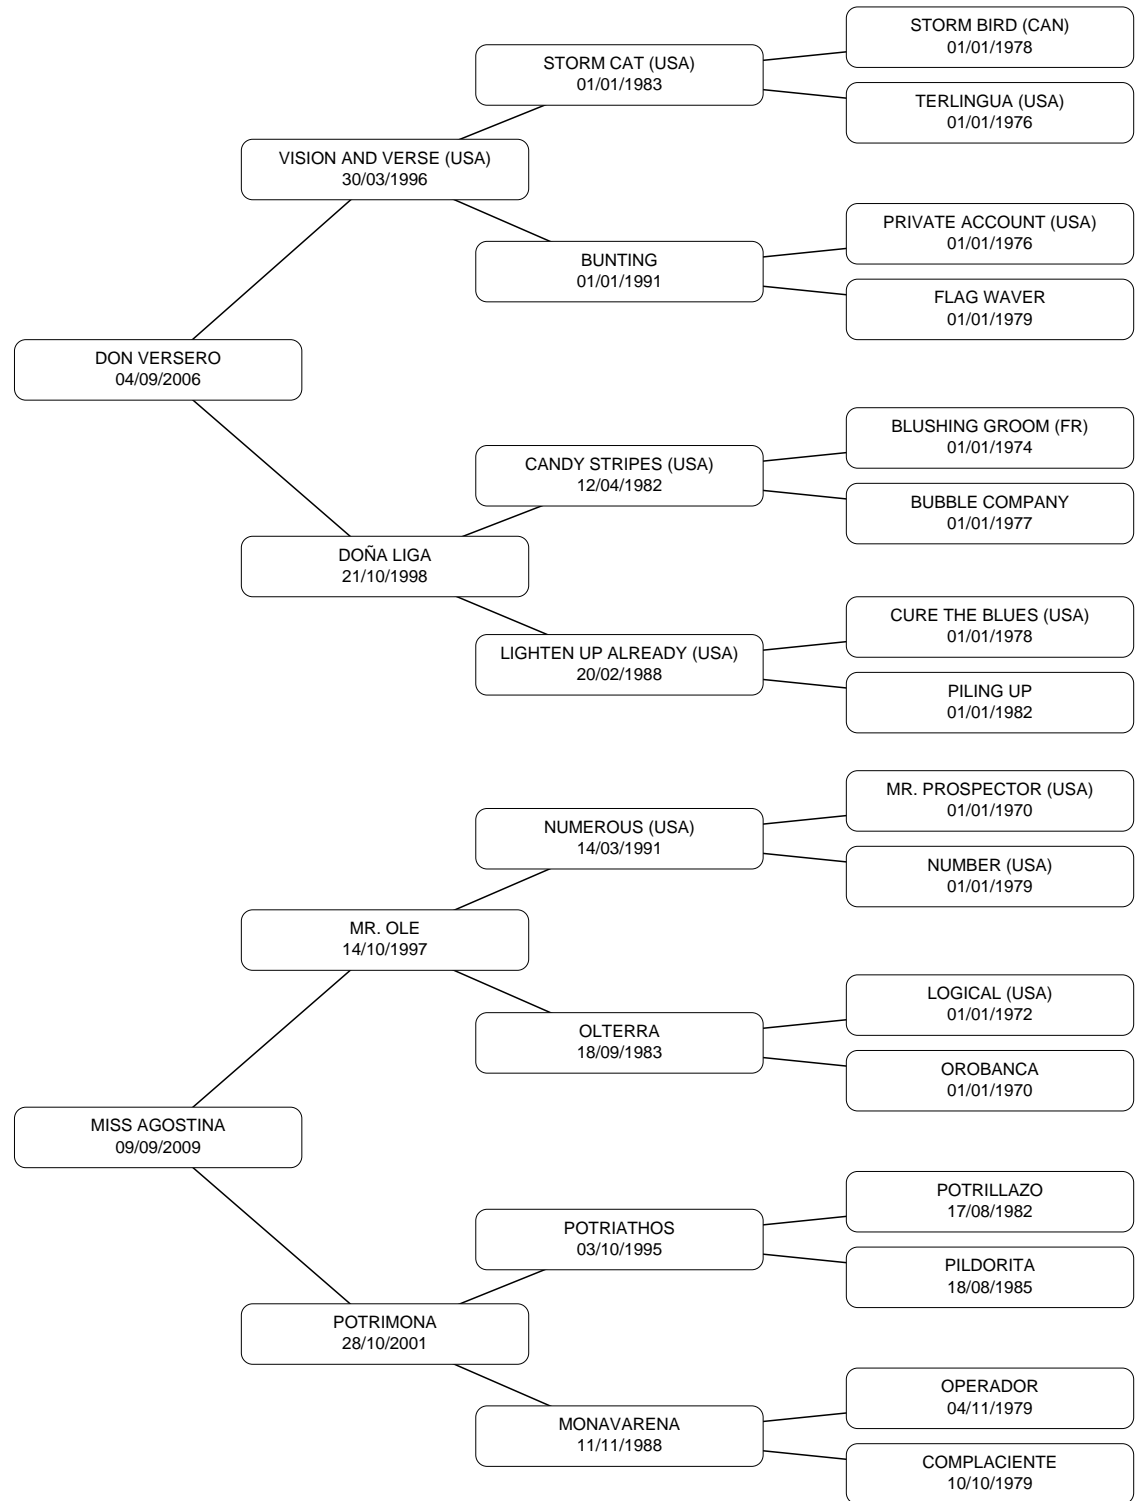 STORM BIRD (CAN)
01/01/1978
STORM CAT (USA)
01/01/1983
TERLINGUA (USA)
01/01/1976
VISION AND VERSE (USA)
30/03/1996
PRIVATE ACCOUNT (USA)
01/01/1976
BUNTING
01/01/1991
FLAG WAVER
01/01/1979
DON VERSERO
04/09/2006
BLUSHING GROOM (FR)
01/01/1974
CANDY STRIPES (USA)
12/04/1982
BUBBLE COMPANY
01/01/1977
DOÑA LIGA
21/10/1998
CURE THE BLUES (USA)
01/01/1978
LIGHTEN UP ALREADY (USA)
20/02/1988
PILING UP
01/01/1982
MR. PROSPECTOR (USA)
01/01/1970
NUMEROUS (USA)
14/03/1991
NUMBER (USA)
01/01/1979
MR. OLE
14/10/1997
LOGICAL (USA)
01/01/1972
OLTERRA
18/09/1983
OROBANCA
01/01/1970
MISS AGOSTINA
09/09/2009
POTRILLAZO
17/08/1982
POTRIATHOS
03/10/1995
PILDORITA
18/08/1985
POTRIMONA
28/10/2001
OPERADOR
04/11/1979
MONAVARENA
11/11/1988
COMPLACIENTE
10/10/1979